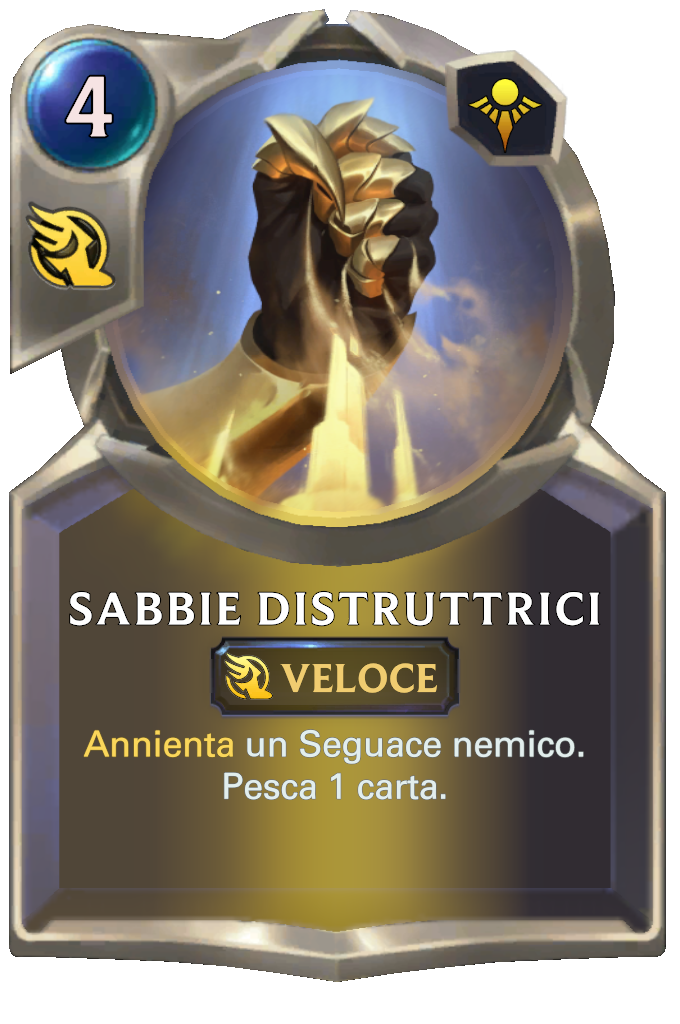 4
SABBIE DISTRUTTRICI
VELOCE
Annienta un Seguace nemico.
Pesca 1 carta.